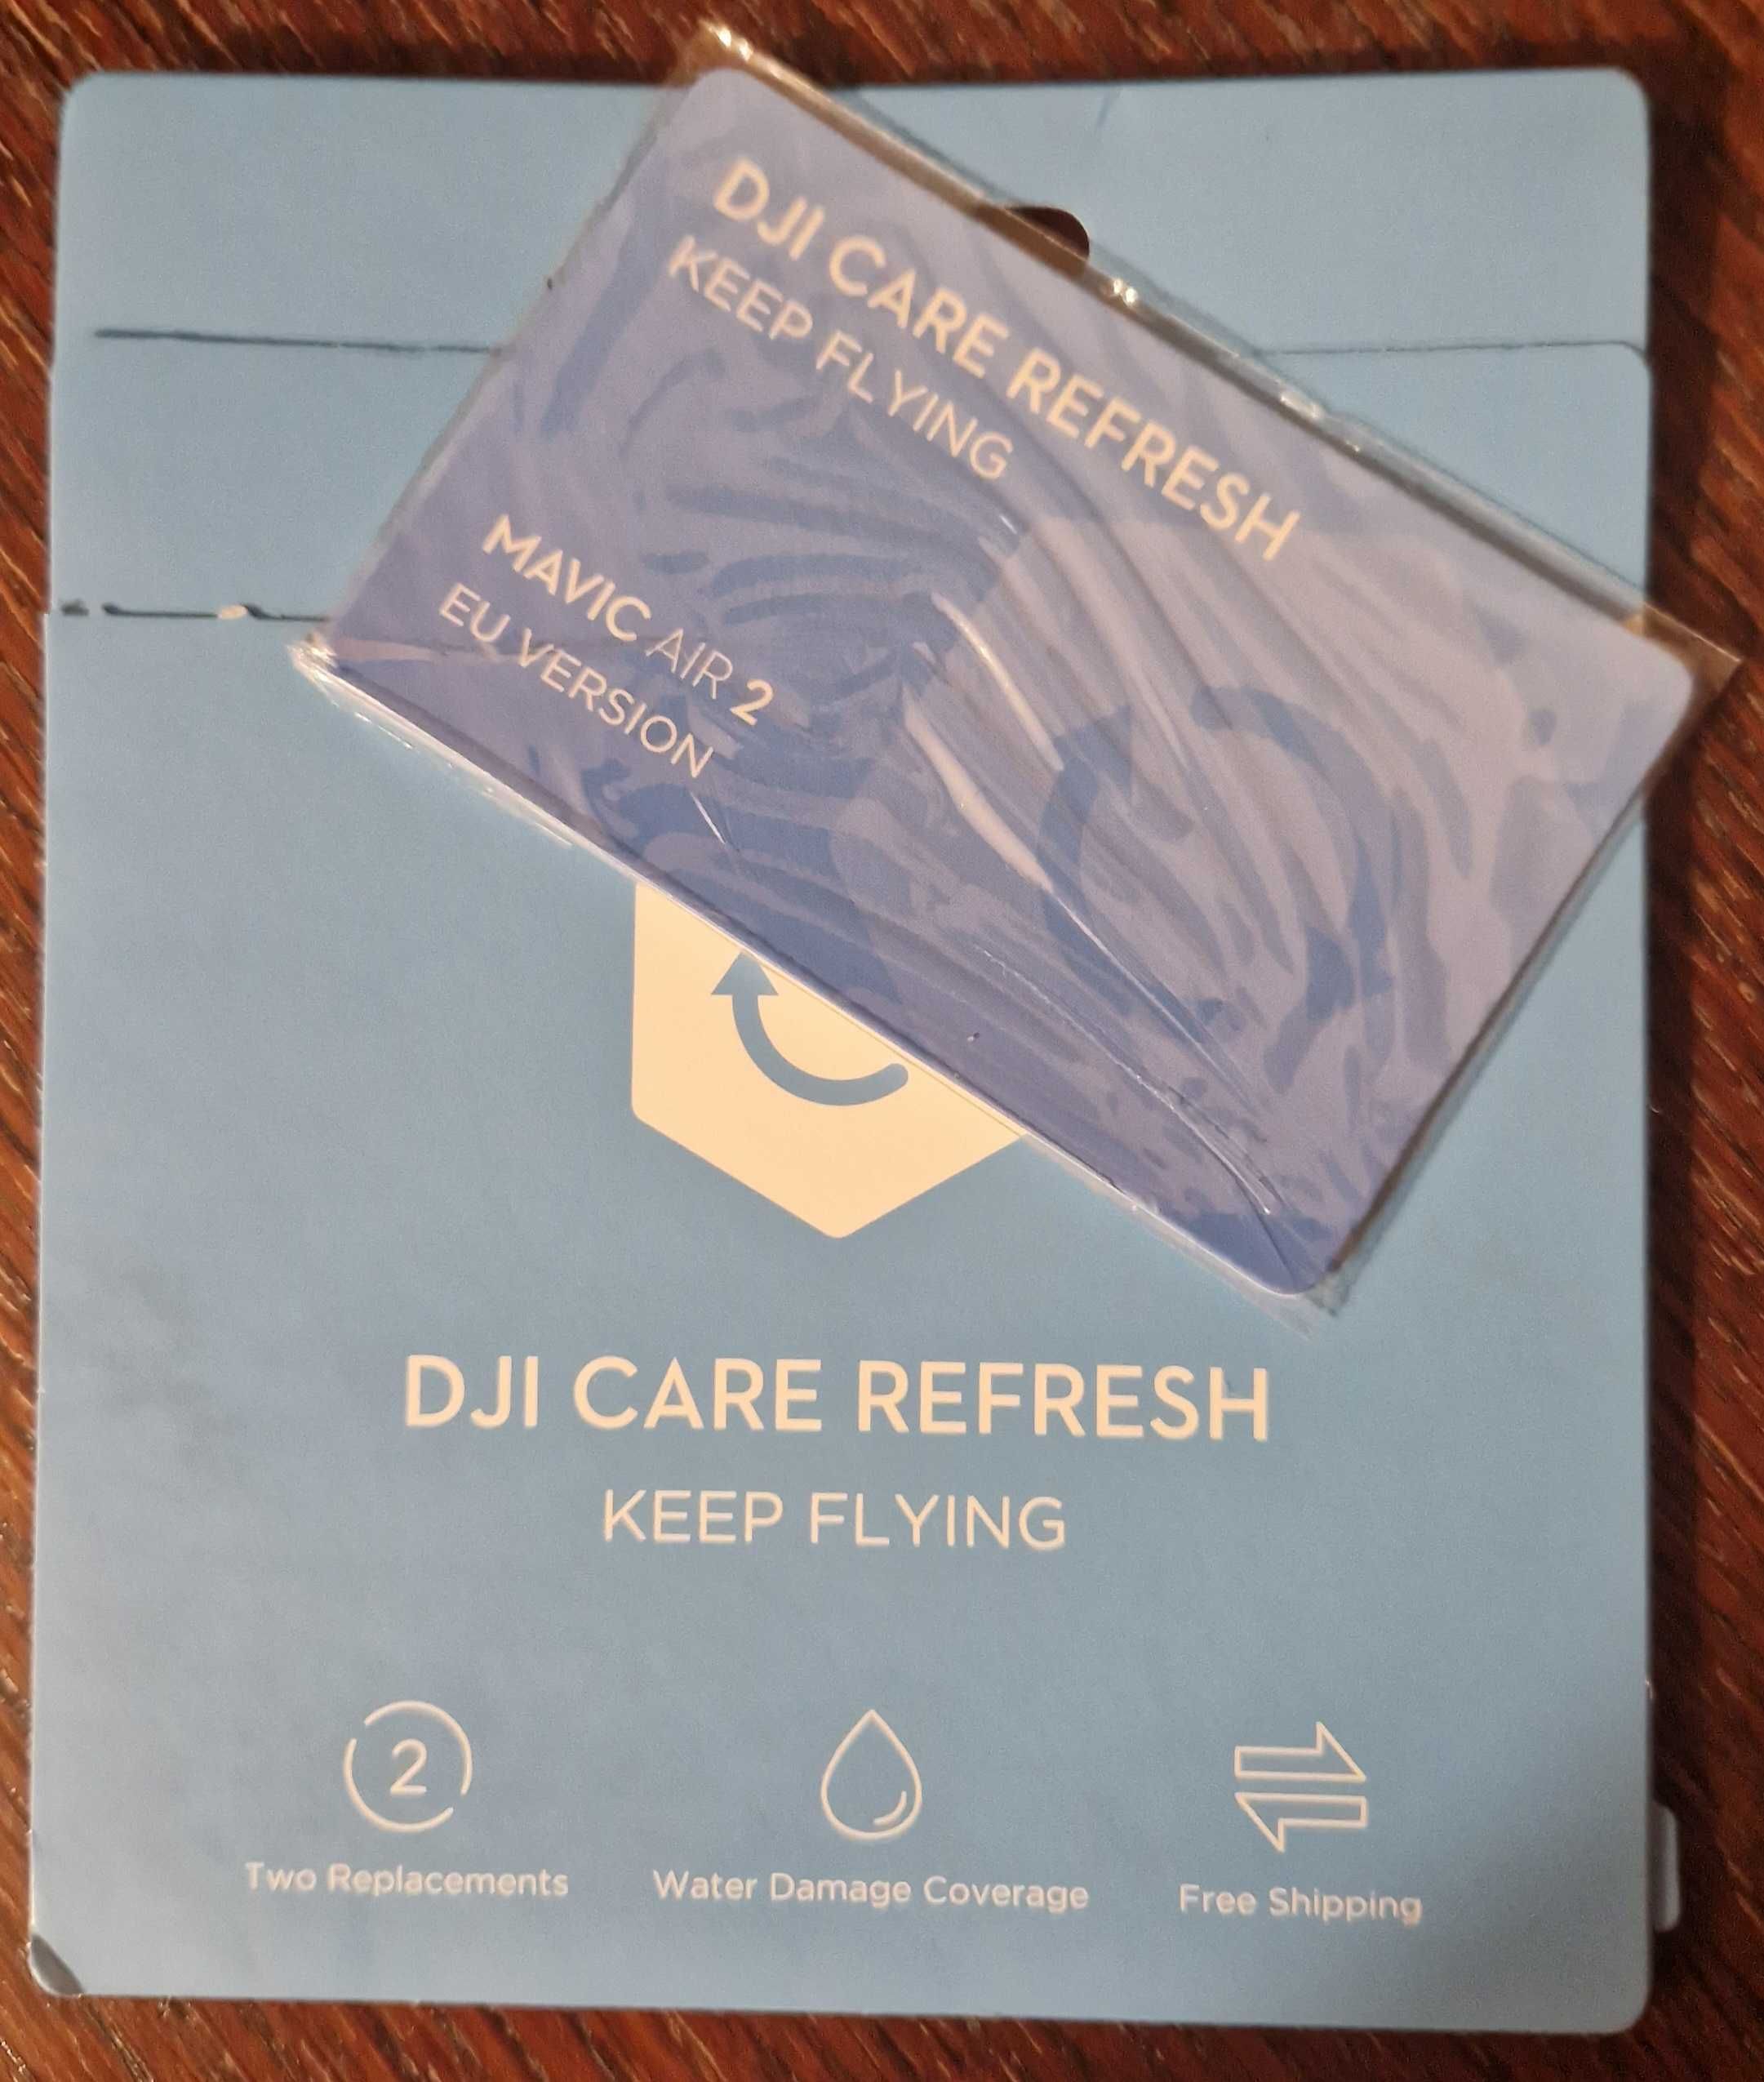 DJI CARE REFRESH
KEEP FLYING
MAVIC AIR 2
EU VERSION
DJI CARE REFRESH
KEEP FLYING
2
Two Replacements
Water Damage Coverage
Free Shipping